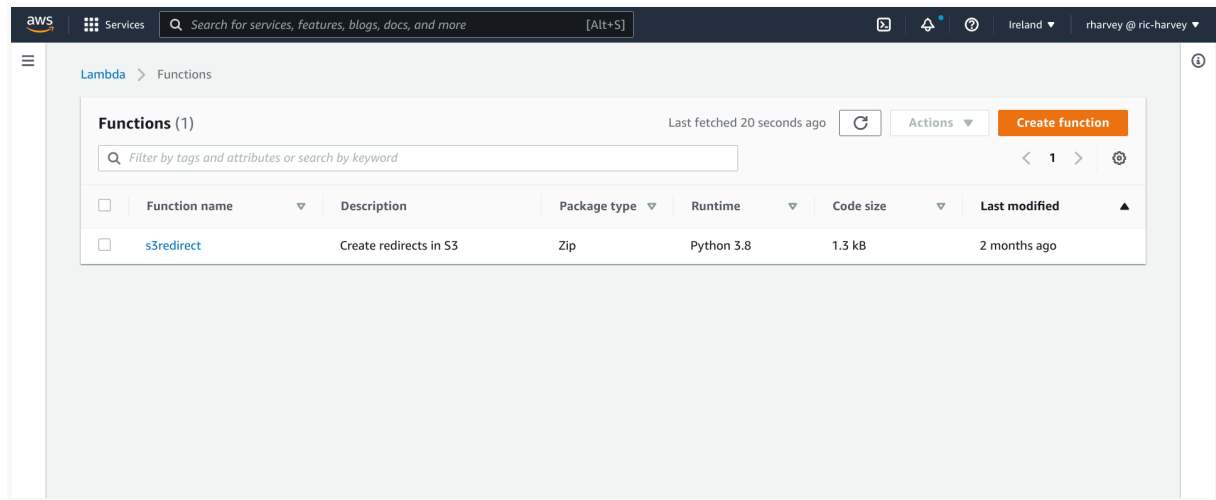 aws Services Search for services, features, blogs, docs, and more [Alt+S] Ireland rharvey @ ric-harvey
Lambda > Functions
Functions (1) Last fetched 20 seconds ago Actions Create function
Filter by tags and attributes or search by keyword < 1 >
Function name Description Package type Runtime Code size Last modified
s3redirect Create redirects in S3 Zip Python 3.8 1.3 kB 2 months ago